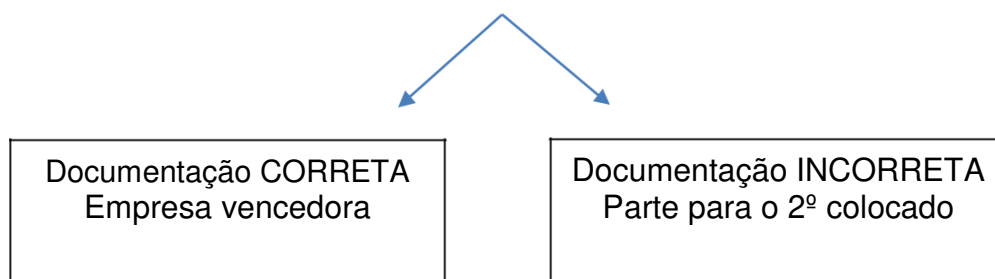 Documentação CORRETA
Empresa vencedora
Documentação INCORRETA
Parte para o 2º colocado